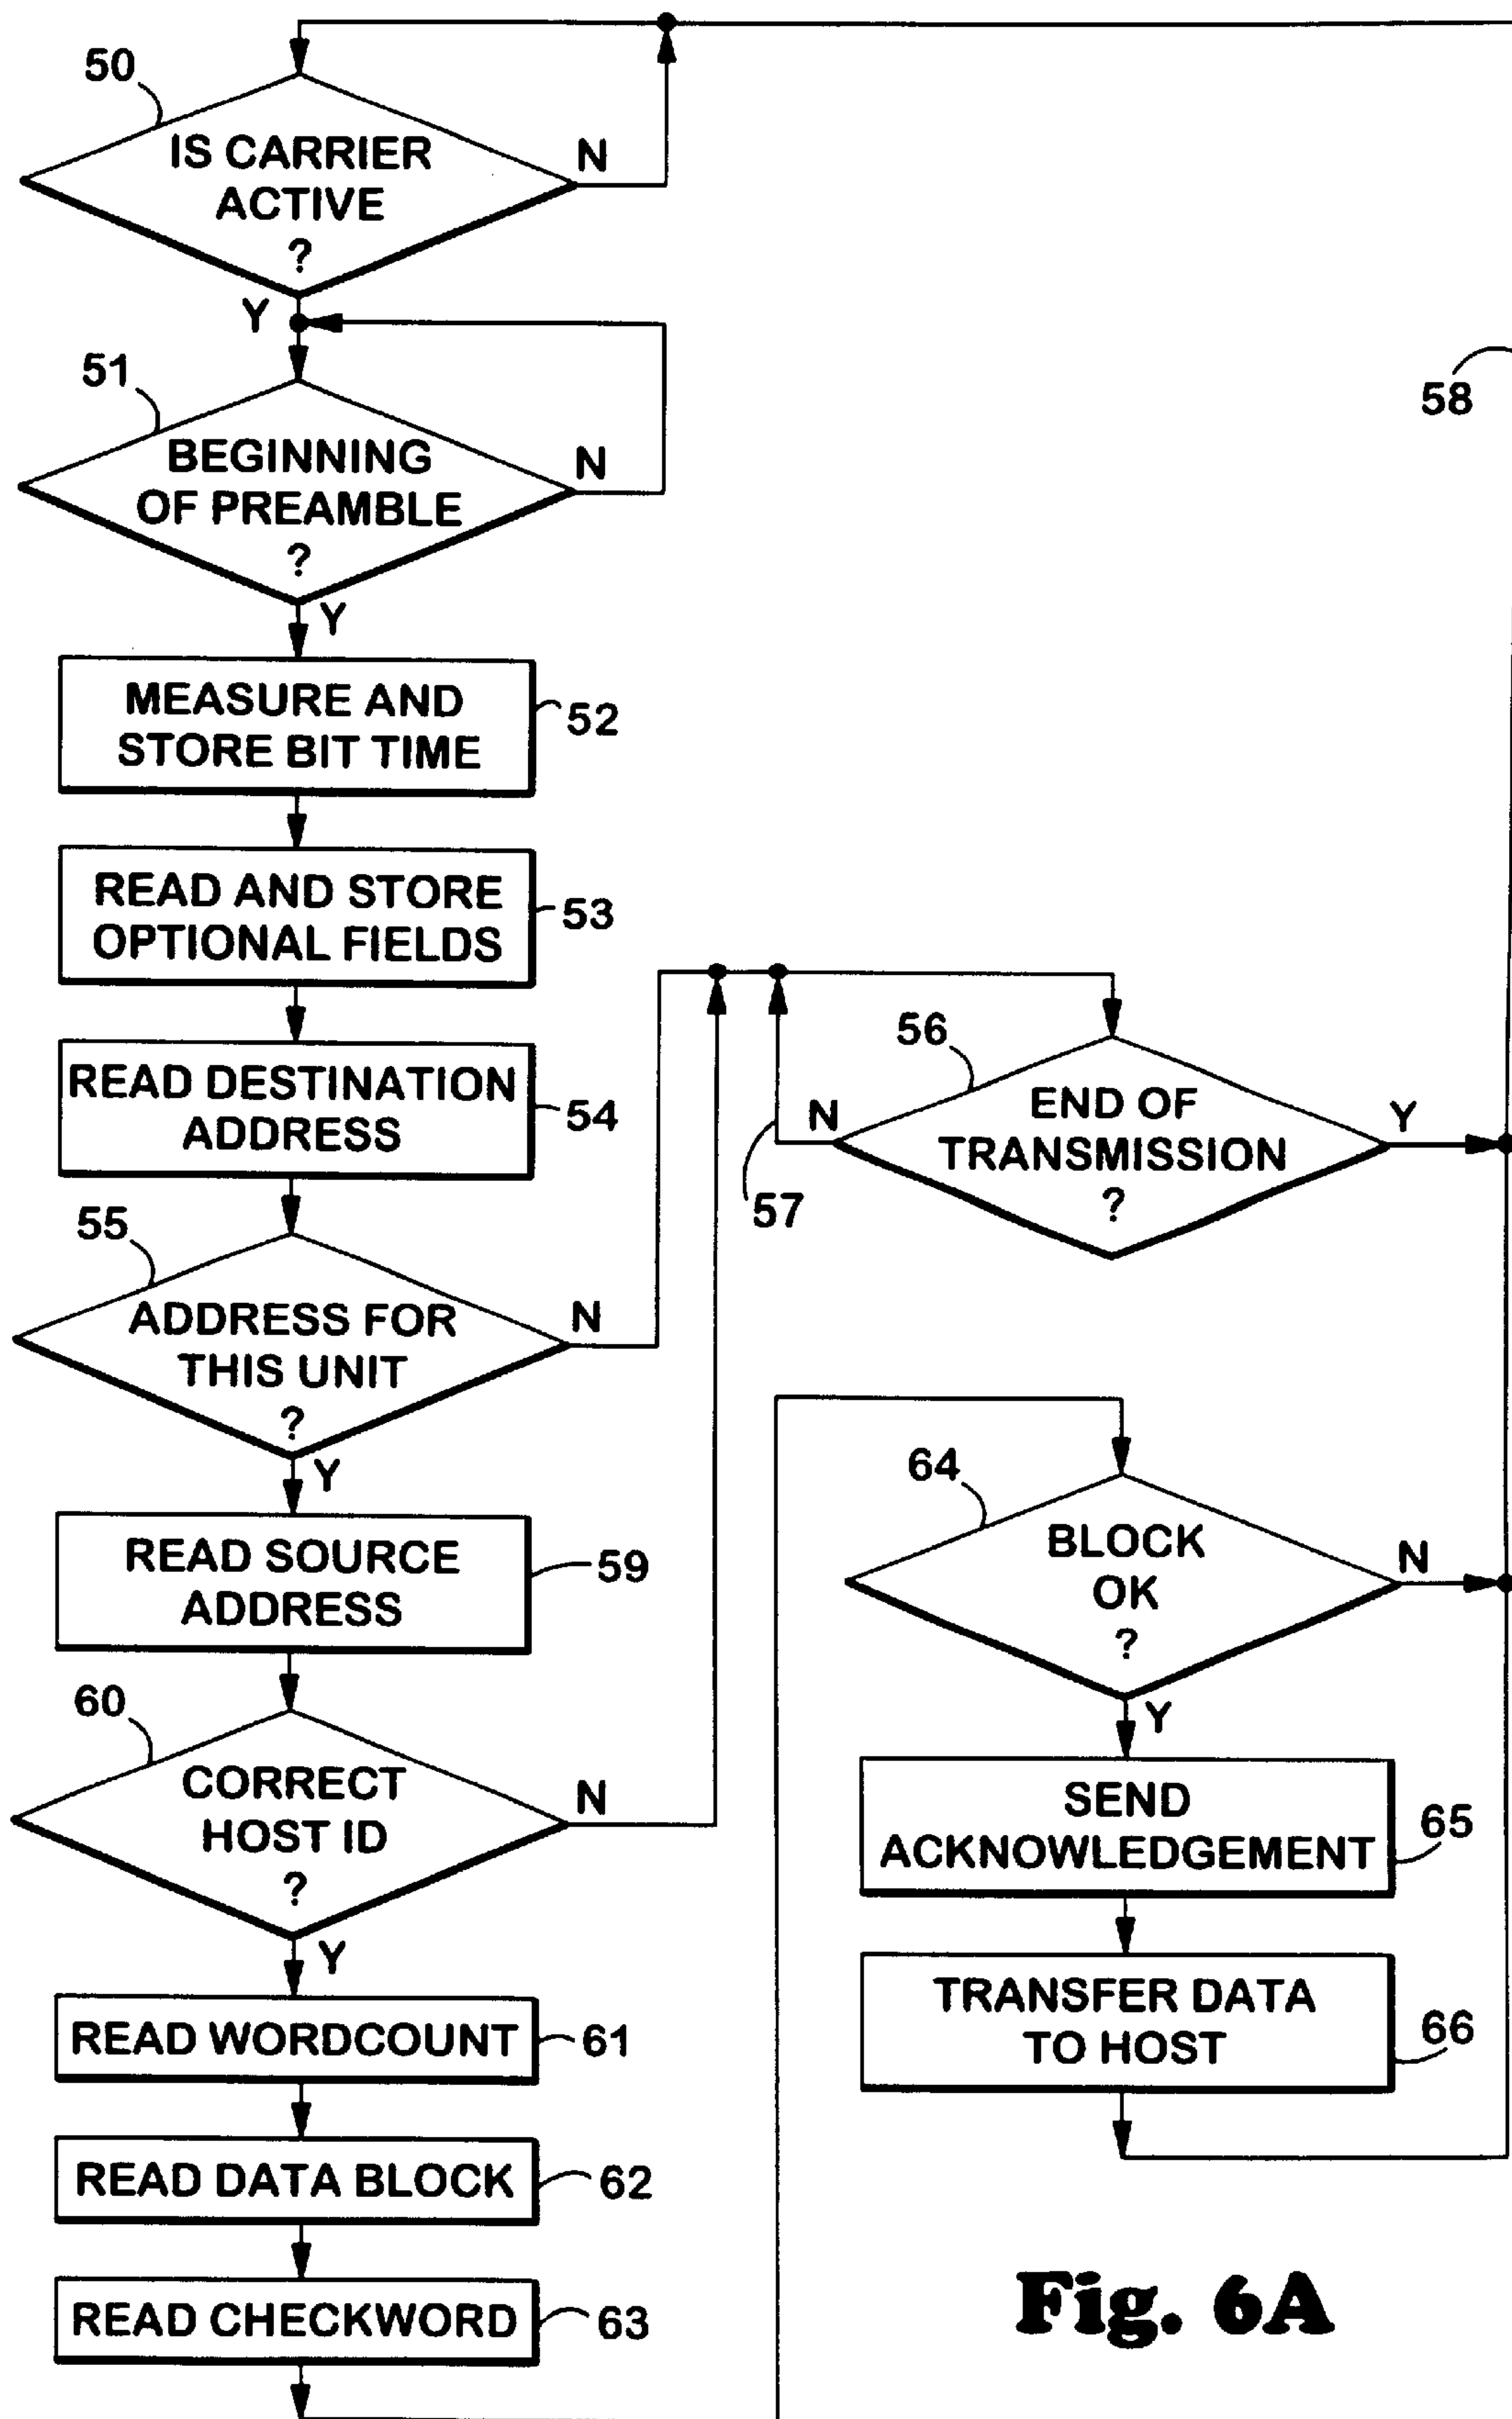 50
IS CARRIER
ACTIVE
?
N
Y
51
BEGINNING
OF PREAMBLE
?
N
Y
58
MEASURE AND
STORE BIT TIME
52
READ AND STORE
OPTIONAL FIELDS
53
READ DESTINATION
ADDRESS
54
55
ADDRESS FOR
THIS UNIT
?
N
Y
56
END OF
TRANSMISSION
?
N
Y
57
READ SOURCE
ADDRESS
59
60
CORRECT
HOST ID
?
N
Y
READ WORDCOUNT
61
READ DATA BLOCK
62
READ CHECKWORD
63
64
BLOCK
OK
?
N
Y
SEND
ACKNOWLEDGEMENT
65
TRANSFER DATA
TO HOST
66
Fig. 6A